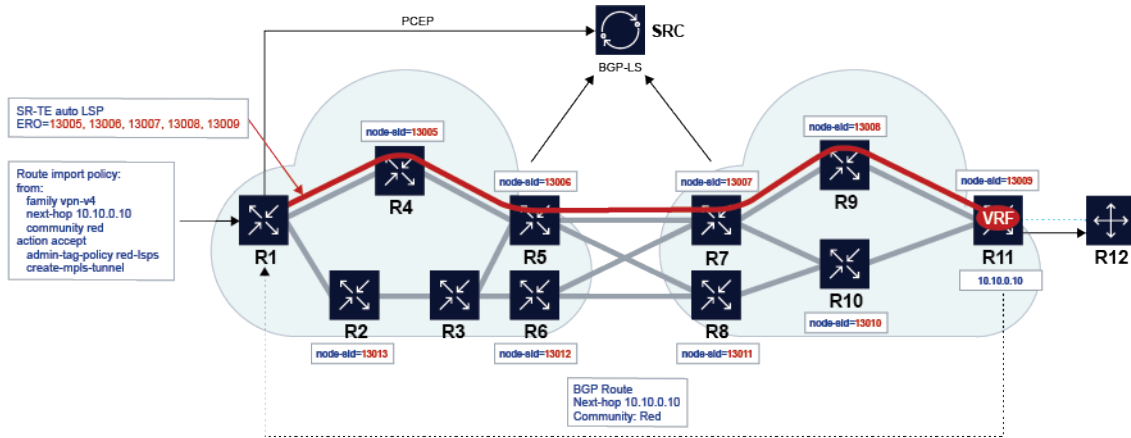 PCEP
SRC
BGP-LS
SR-TE auto LSP
ERO=13005, 13006, 13007, 13008, 13009
node-sid=13005
node-sid=13008
Route import policy:
from:
family vpn-v4
next-hop 10.10.0.10
community red
action accept
admin-tag-policy red-lsps
create-mpls-tunnel
node-sid=13006
node-sid=13007
node-sid=13009
R4
R9
VRF
R1
R5
R7
R11
R12
10.10.0.10
R2
R3
R6
R8
R10
node-sid=13010
node-sid=13013
node-sid=13012
node-sid=13011
BGP Route
Next-hop 10.10.0.10
Community: Red